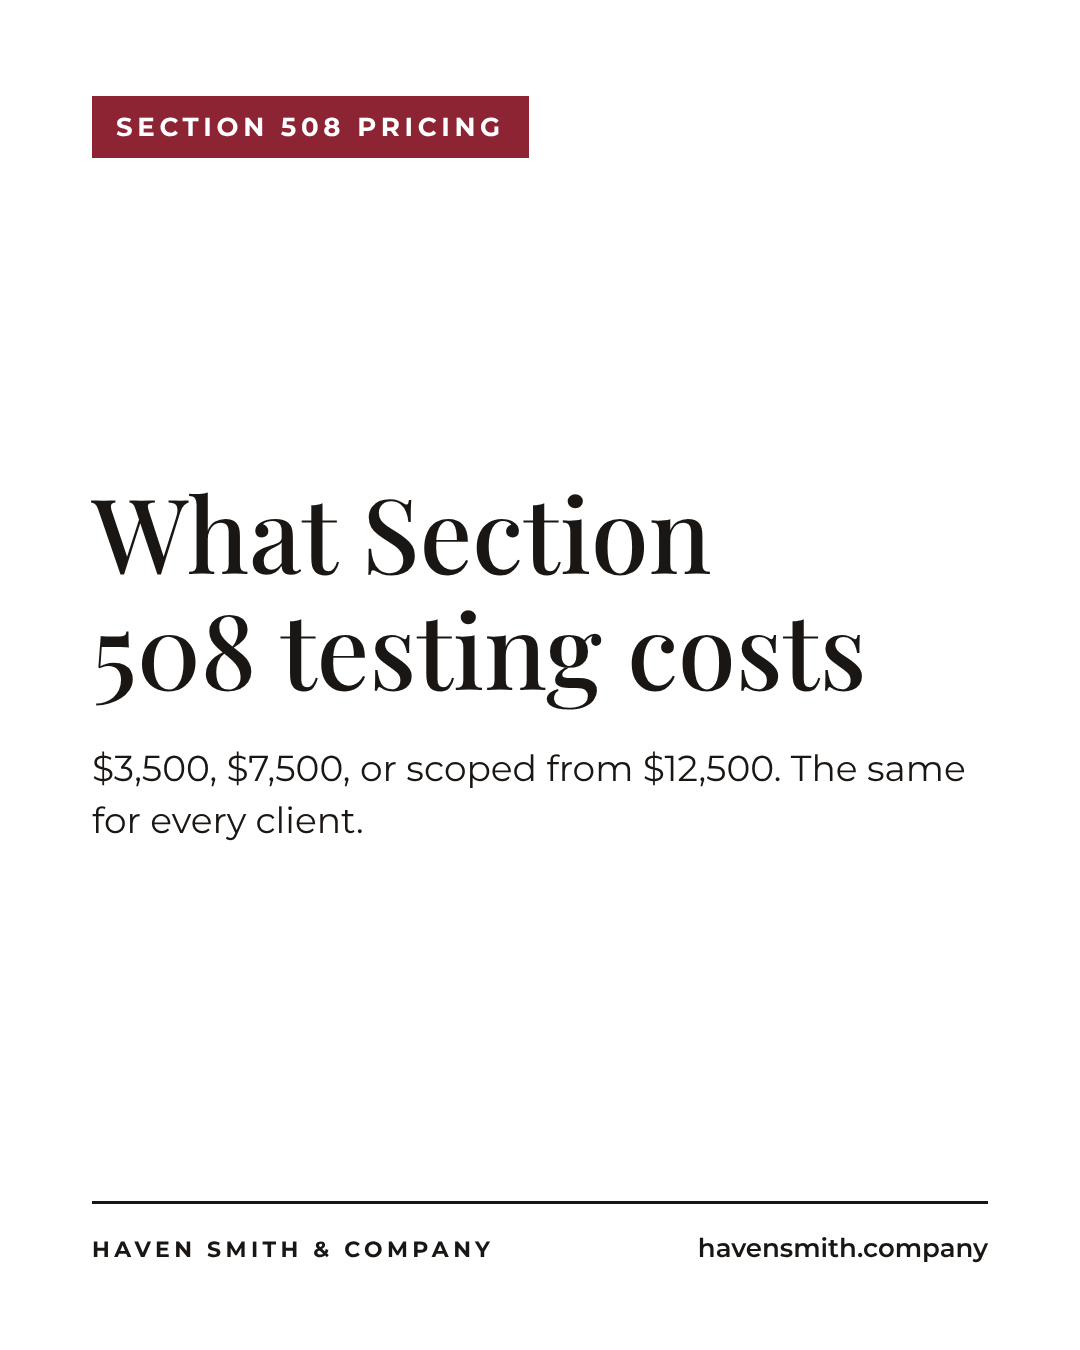 SECTION 508 PRICING
What Section
508 testing costs
$3,500, $7,500, or scoped from $12,500. The same
for every client.
HAVEN SMITH & COMPANY
havensmith.company